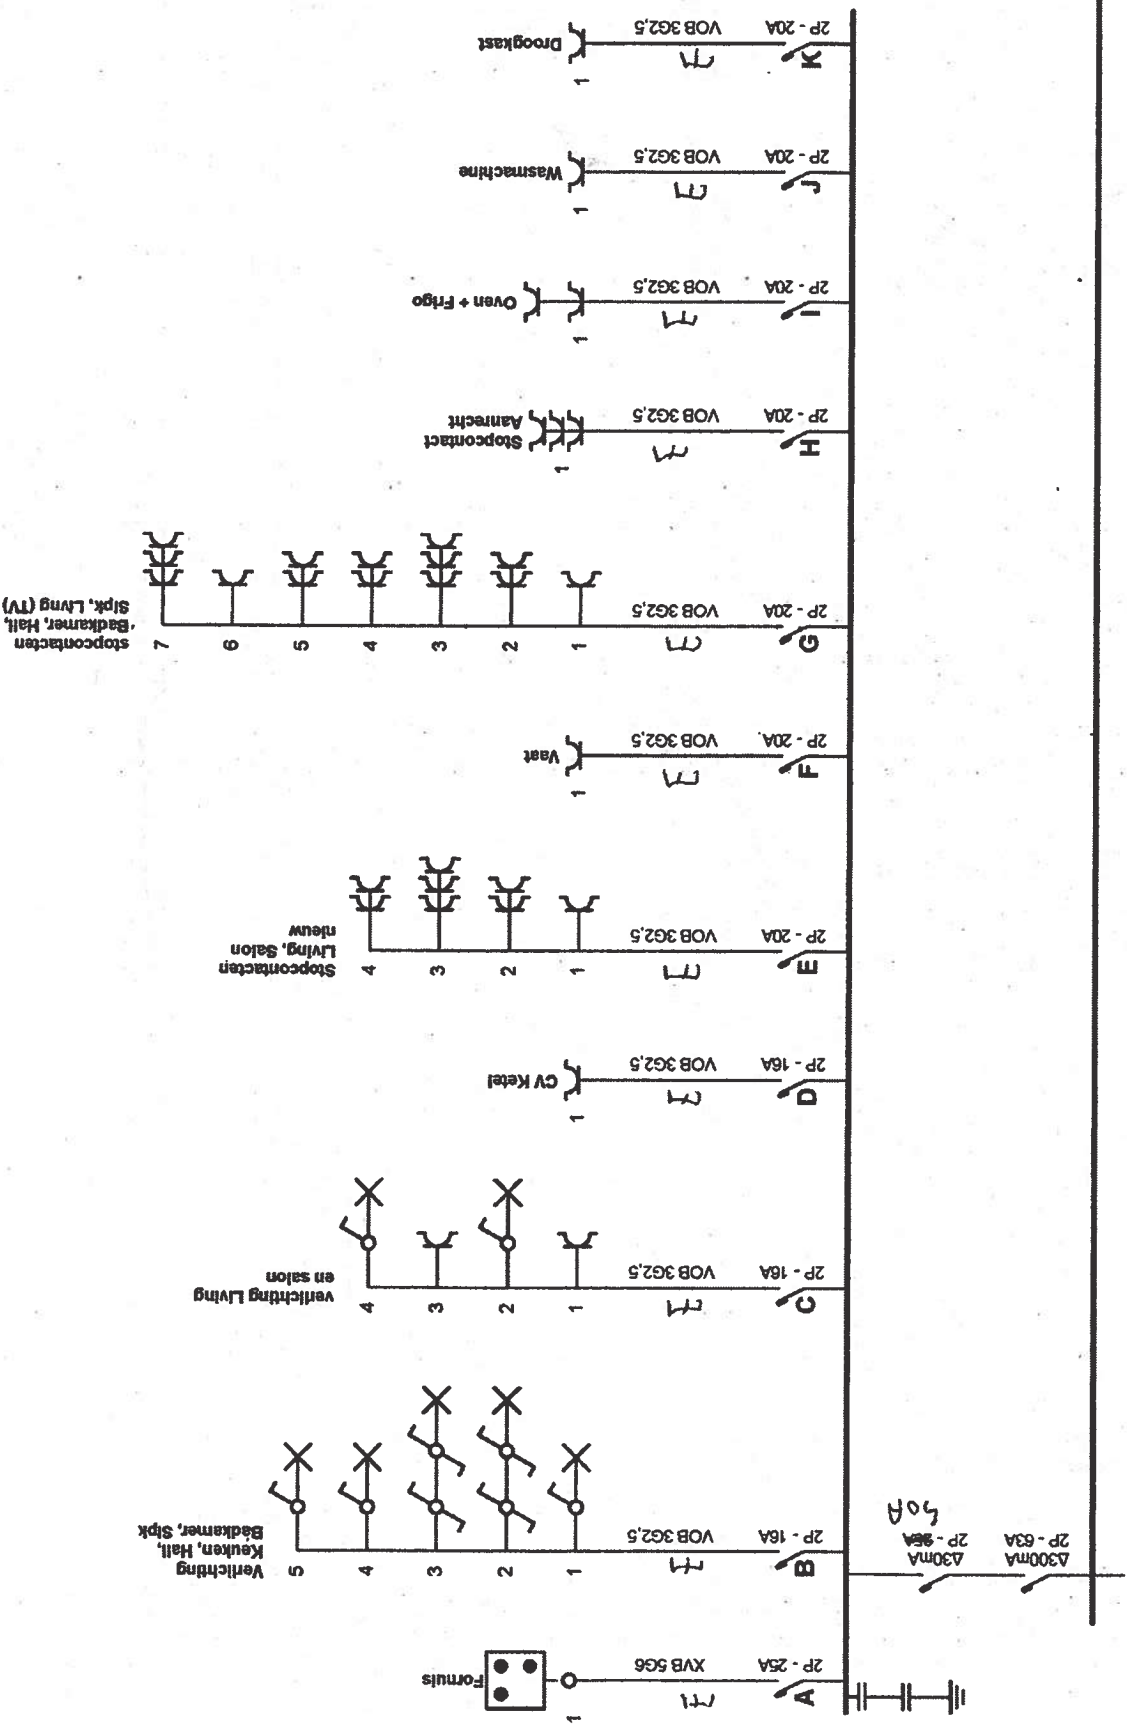 1
A
2P - 25A XVB 5G6 Fornuis
Δ300mA Δ30mA
2P - 63A 2P -
50A
B
2P - 16A VOB 3G2,5
1 2 3 4 5
Verlichting
Keuken, Hall,
Badkamer, Slpk
C
2P - 16A VOB 3G2,5
1 2 3 4
verlichting Living
en salon
1
D
2P - 16A VOB 3G2,5 CV Ketel
E
2P - 20A VOB 3G2,5
1 2 3 4
Stopcontacten
Living, Salon
nieuw
1
F
2P - 20A VOB 3G2,5 Vaat
G
2P - 20A VOB 3G2,5
1 2 3 4 5 6 7
stopcontacten
Badkamer, Hall,
Slpk, Livng (TV)
1
H
2P - 20A VOB 3G2,5
Stopcontact
Aanrecht
1
I
2P - 20A VOB 3G2,5 Oven + Frigo
1
J
2P - 20A VOB 3G2,5 Wasmachine
1
K
2P - 20A VOB 3G2,5 Droogkast